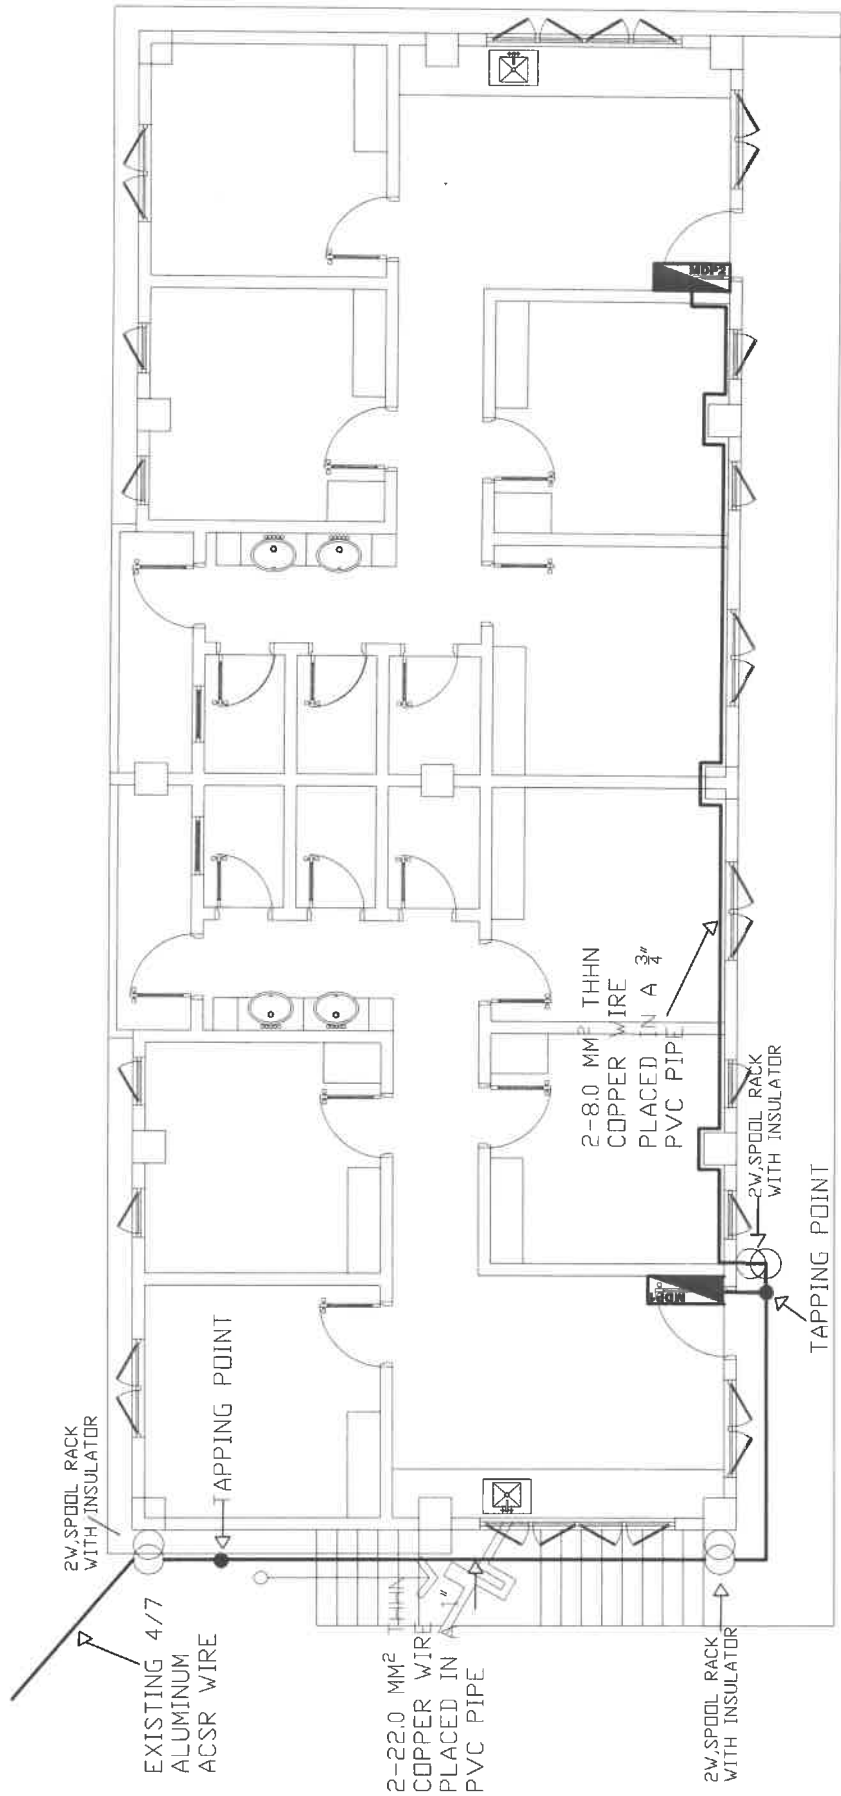 MDP2
2-8.0 MM² THHN
COPPER WIRE
PLACED IN A 3/4"
PVC PIPE
2W,SPOOL RACK
WITH INSULATOR
TAPPING POINT
MDP1
2W,SPOOL RACK
WITH INSULATOR
TAPPING POINT
EXISTING 4/7
ALUMINUM
ACSR WIRE
2-22.0 MM² THHN
COPPER WIRE
PLACED IN A 1"
PVC PIPE
2W,SPOOL RACK
WITH INSULATOR